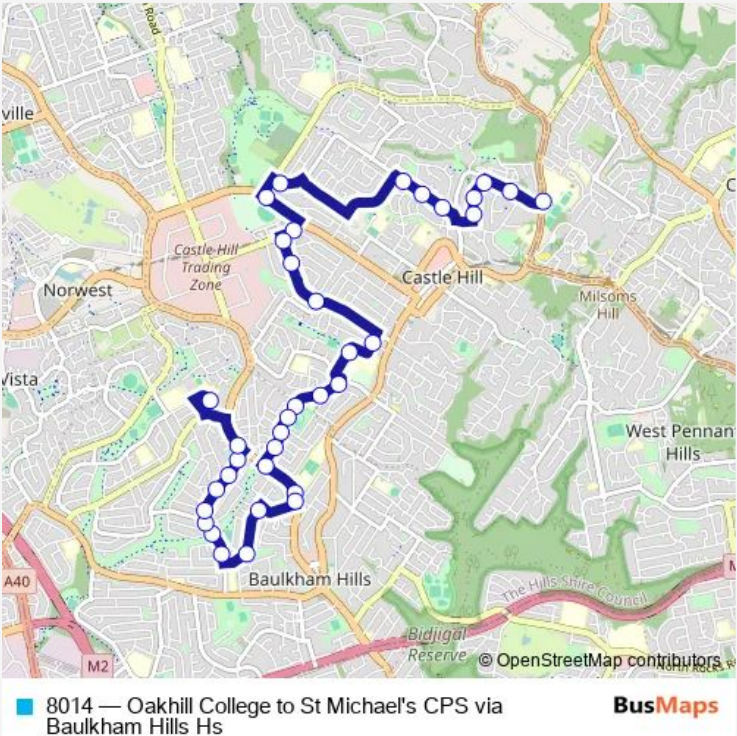 Road
ville
C
Castle Hill
Trading
Zone
Castle Hill
Norwest
Milsoms
Hill
Vista
West Pennant
Hills
A40
Baulkham Hills
M
The Hills Shire Council
Bidjigal
Reserve
M2
© OpenStreetMap contributors
North Rocks R
8014 — Oakhill College to St Michael's CPS via
Baulkham Hills Hs
BusMaps